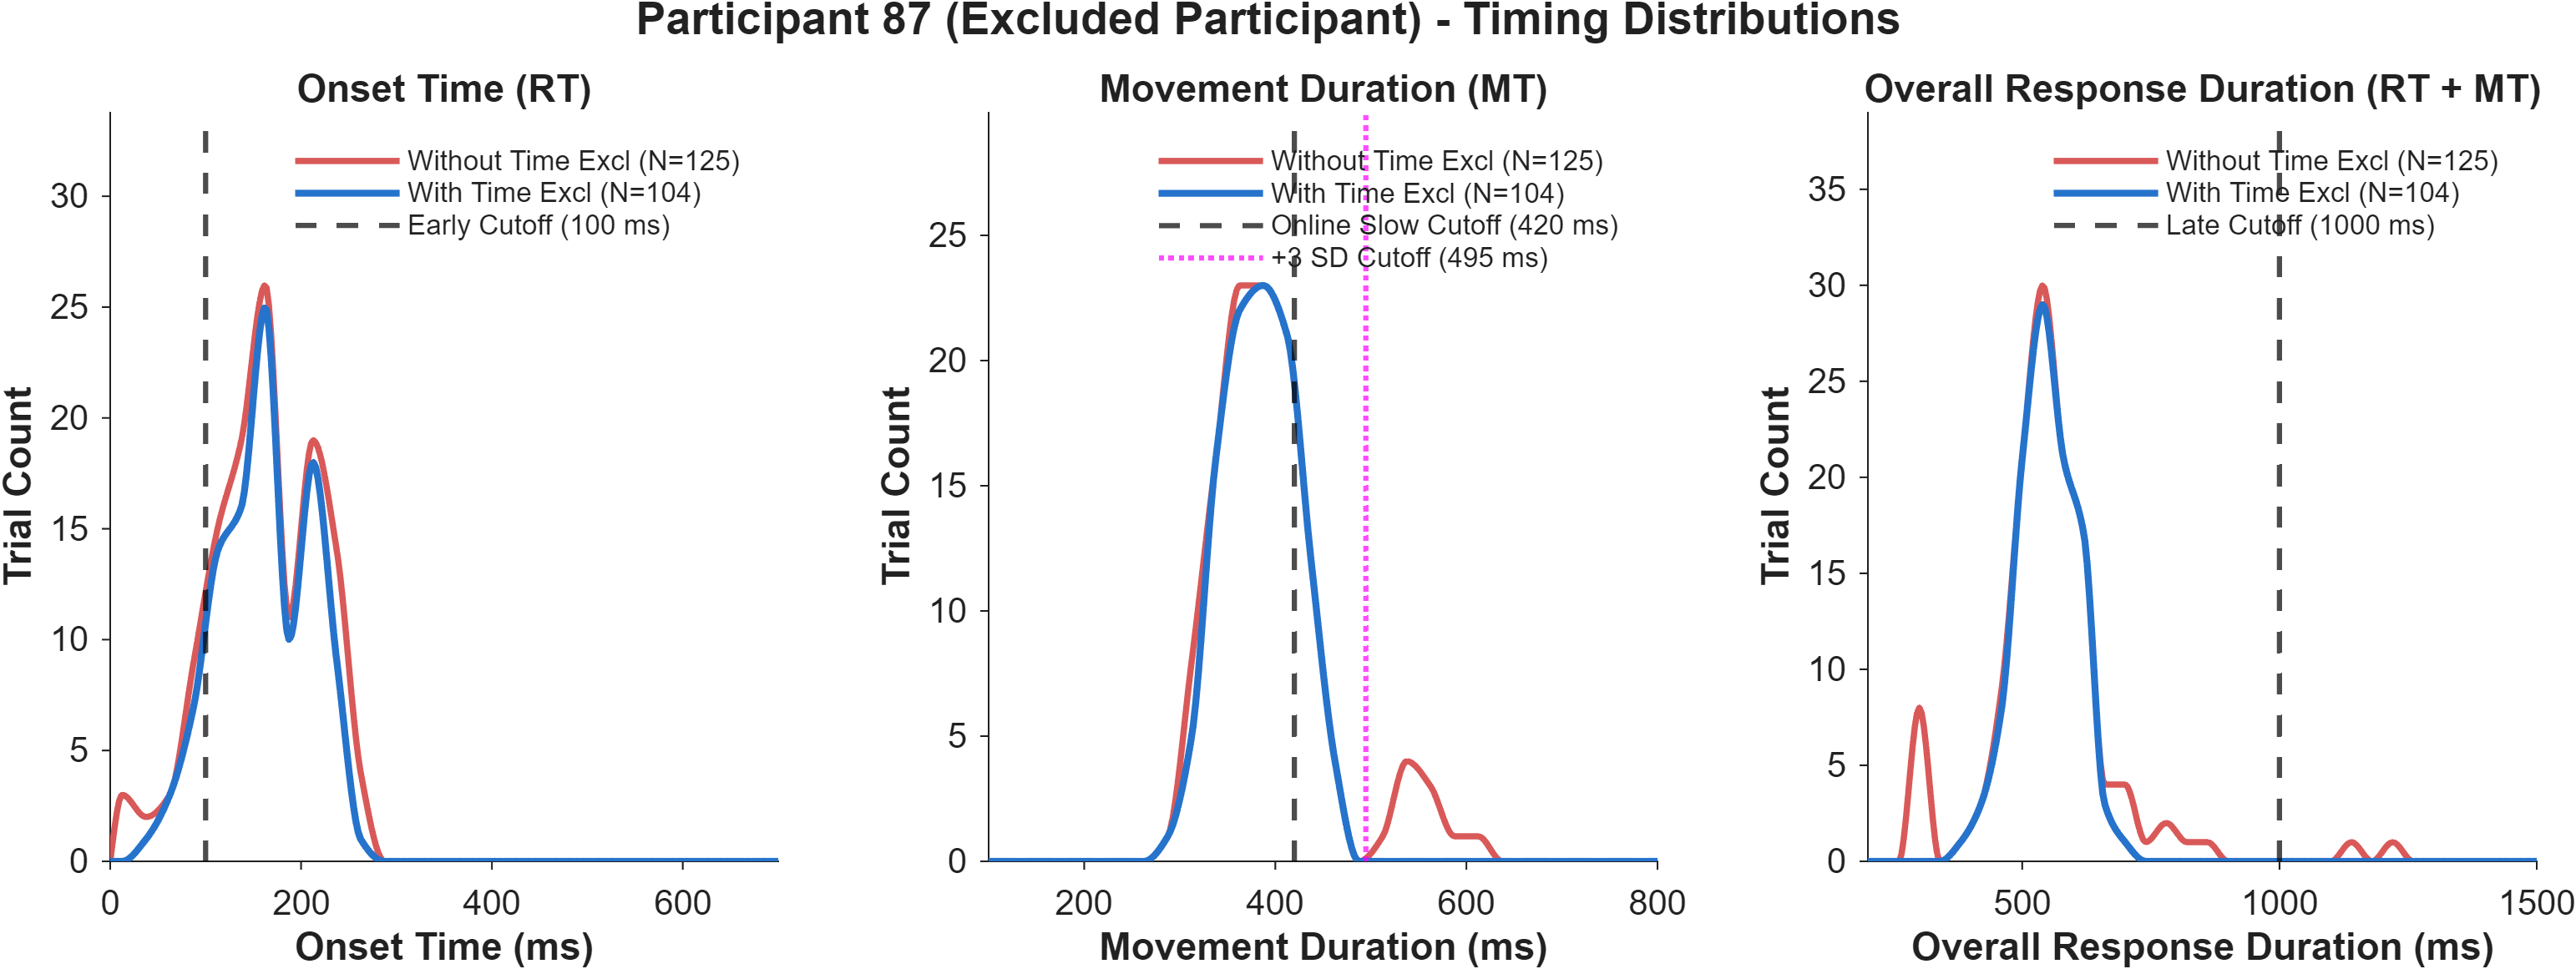 Participant 87 (Excluded Participant) - Timing Distributions
Onset Time (RT)
Without Time Excl (N=125)
With Time Excl (N=104)
Early Cutoff (100 ms)
Trial Count
30
25
20
15
10
5
0
0 200 400 600
Onset Time (ms)
Movement Duration (MT)
Without Time Excl (N=125)
With Time Excl (N=104)
Online Slow Cutoff (420 ms)
+3 SD Cutoff (495 ms)
Trial Count
25
20
15
10
5
0
200 400 600 800
Movement Duration (ms)
Overall Response Duration (RT + MT)
Without Time Excl (N=125)
With Time Excl (N=104)
Late Cutoff (1000 ms)
Trial Count
35
30
25
20
15
10
5
0
500 1000 1500
Overall Response Duration (ms)